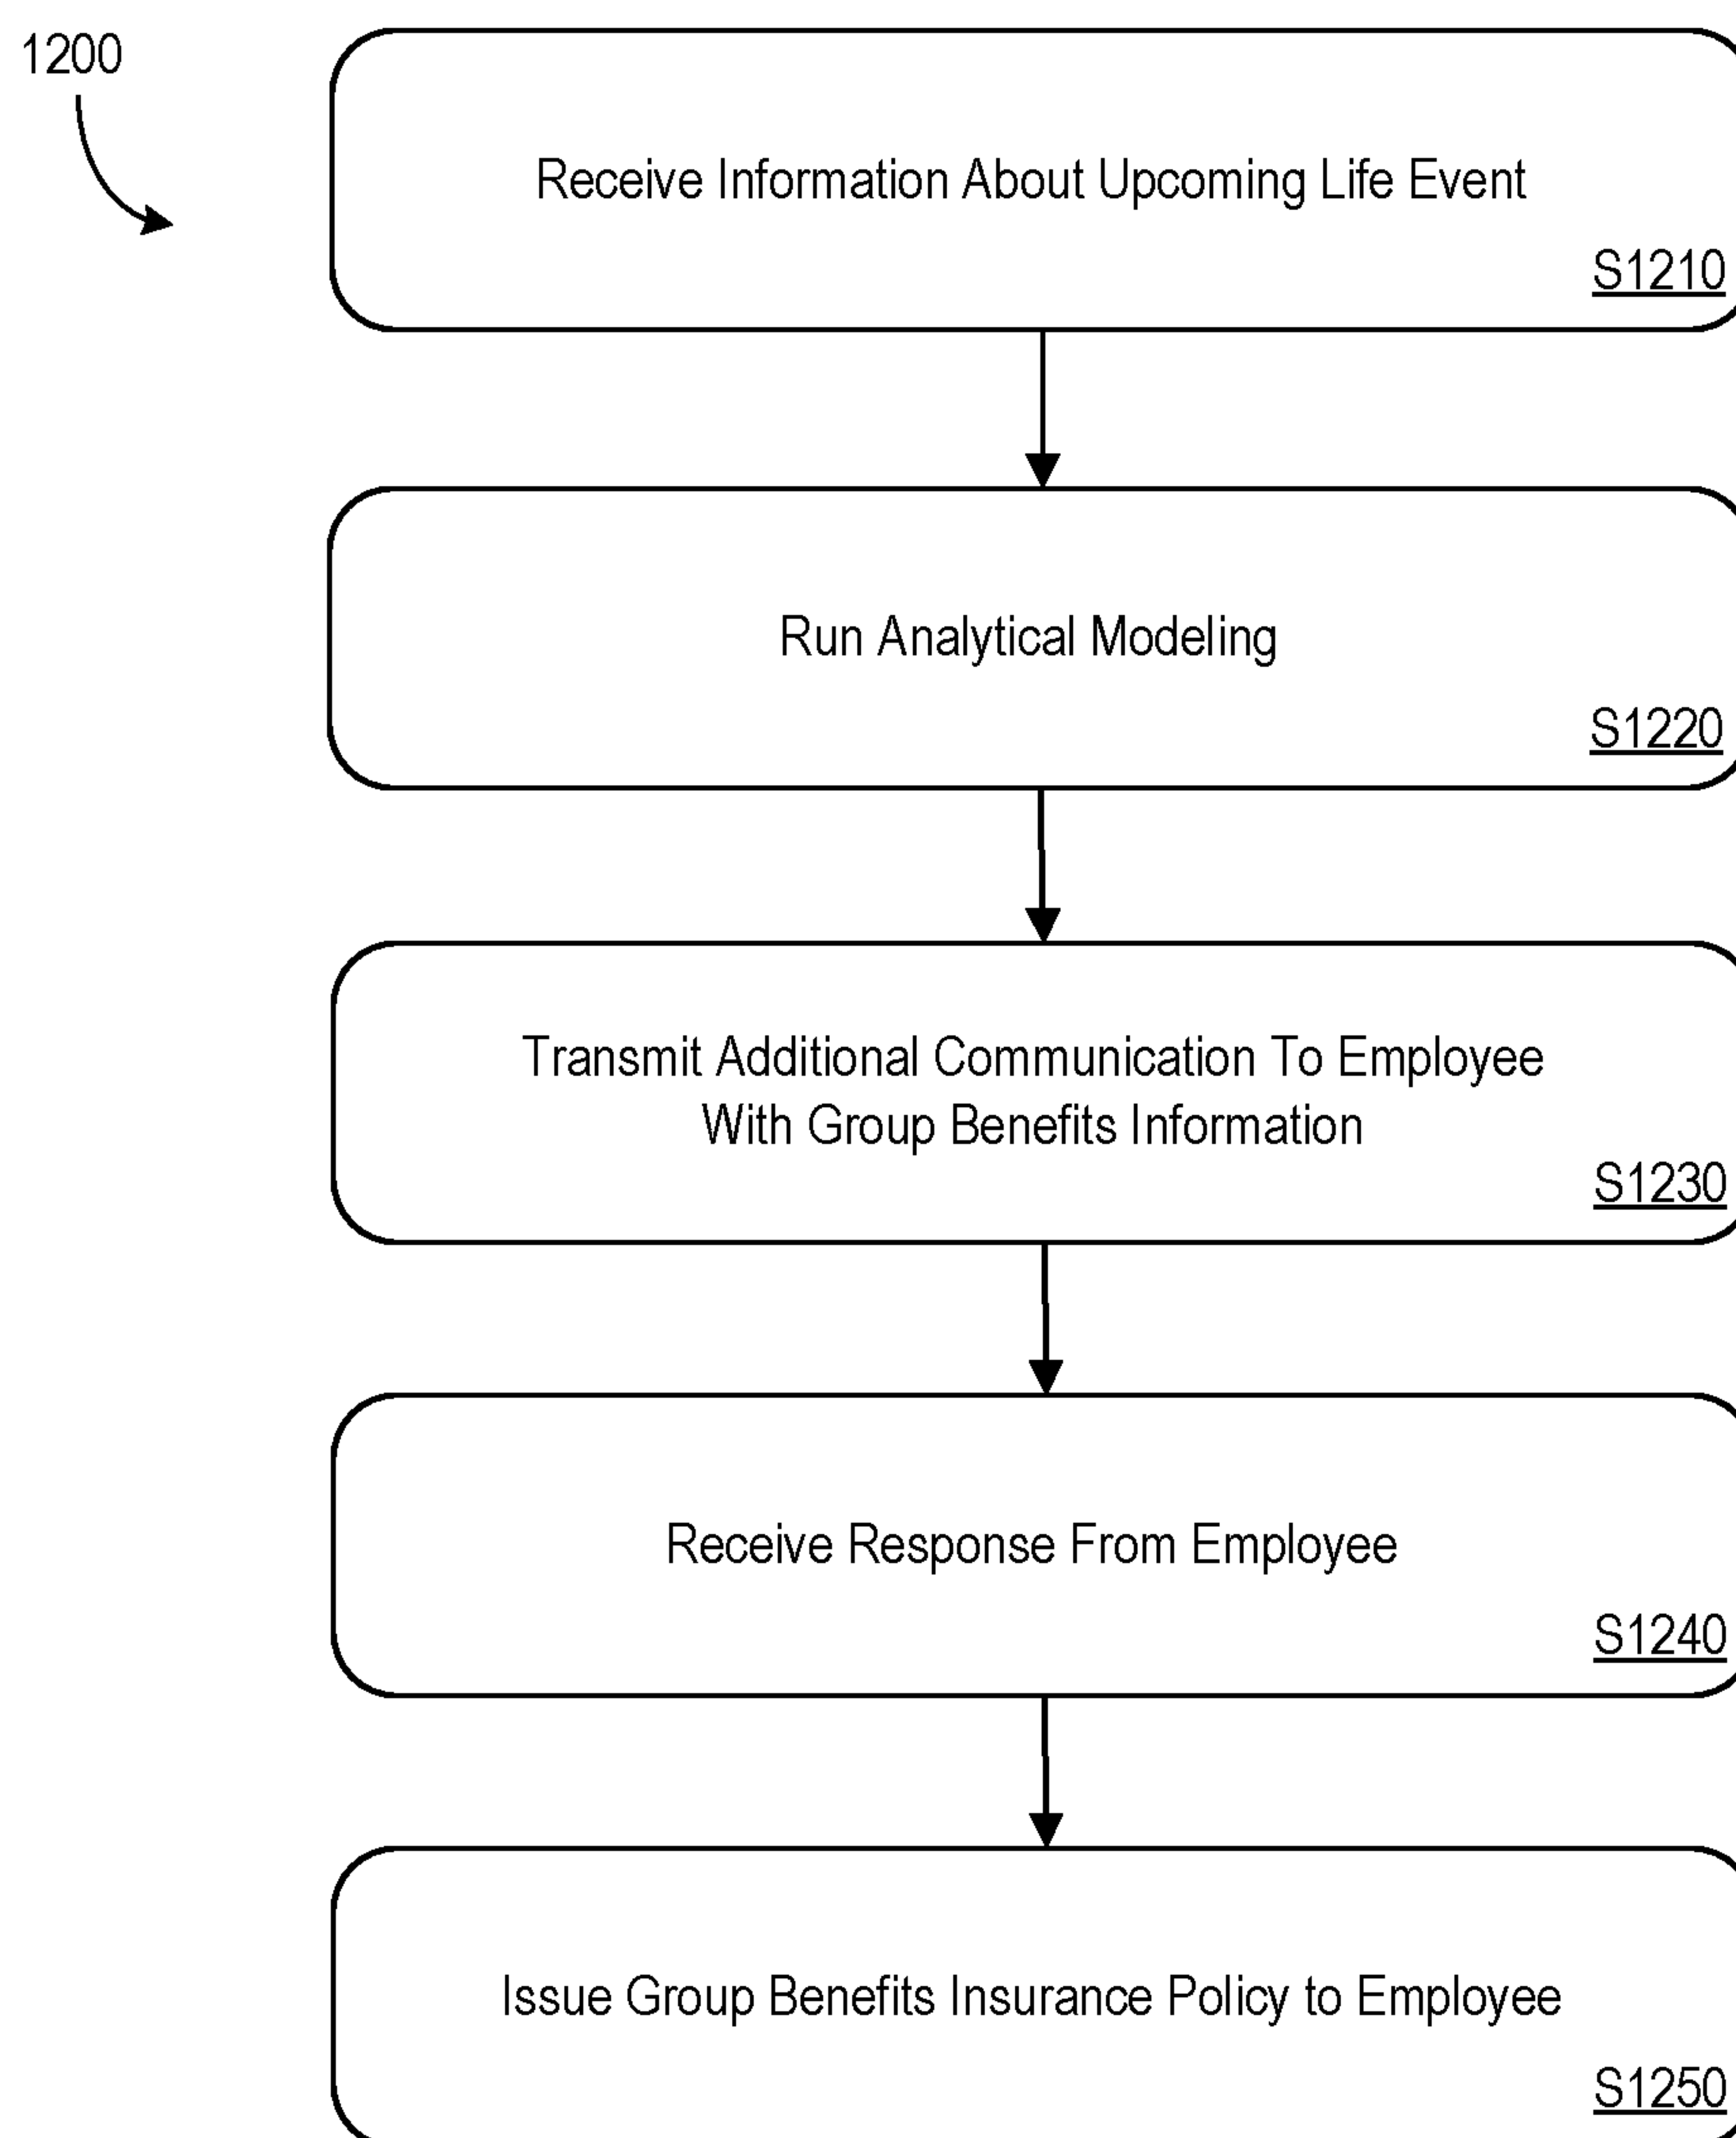 1200
Receive Information About Upcoming Life Event
S1210
Run Analytical Modeling
S1220
Transmit Additional Communication To Employee
With Group Benefits Information
S1230
Receive Response From Employee
S1240
Issue Group Benefits Insurance Policy to Employee
S1250